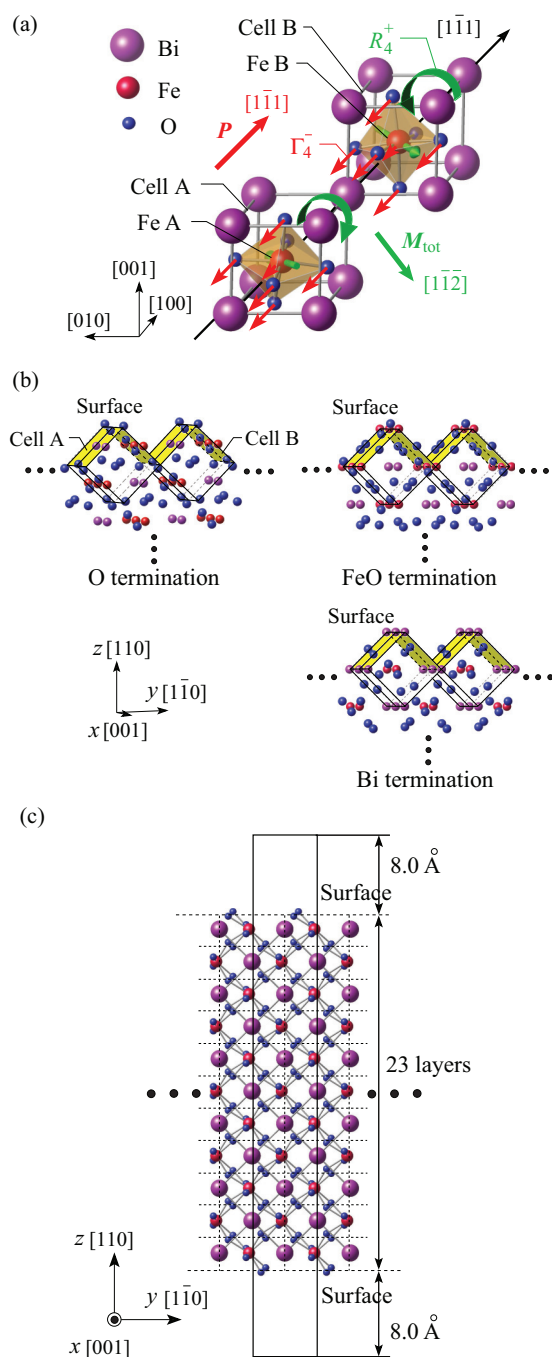 (a)
Bi
Fe
O
Cell B
Fe B
R₄⁺
[11̄1]
P
[11̄1]
Γ₄⁻
Cell A
Fe A
M_tot
[11̄2̄]
[001]
[100]
[010]
(b)
Surface
Cell A
Cell B
O termination
Surface
FeO termination
z [110]
y [11̄0]
x [001]
Surface
Bi termination
(c)
8.0 Å
Surface
23 layers
z [110]
y [11̄0]
x [001]
Surface
8.0 Å